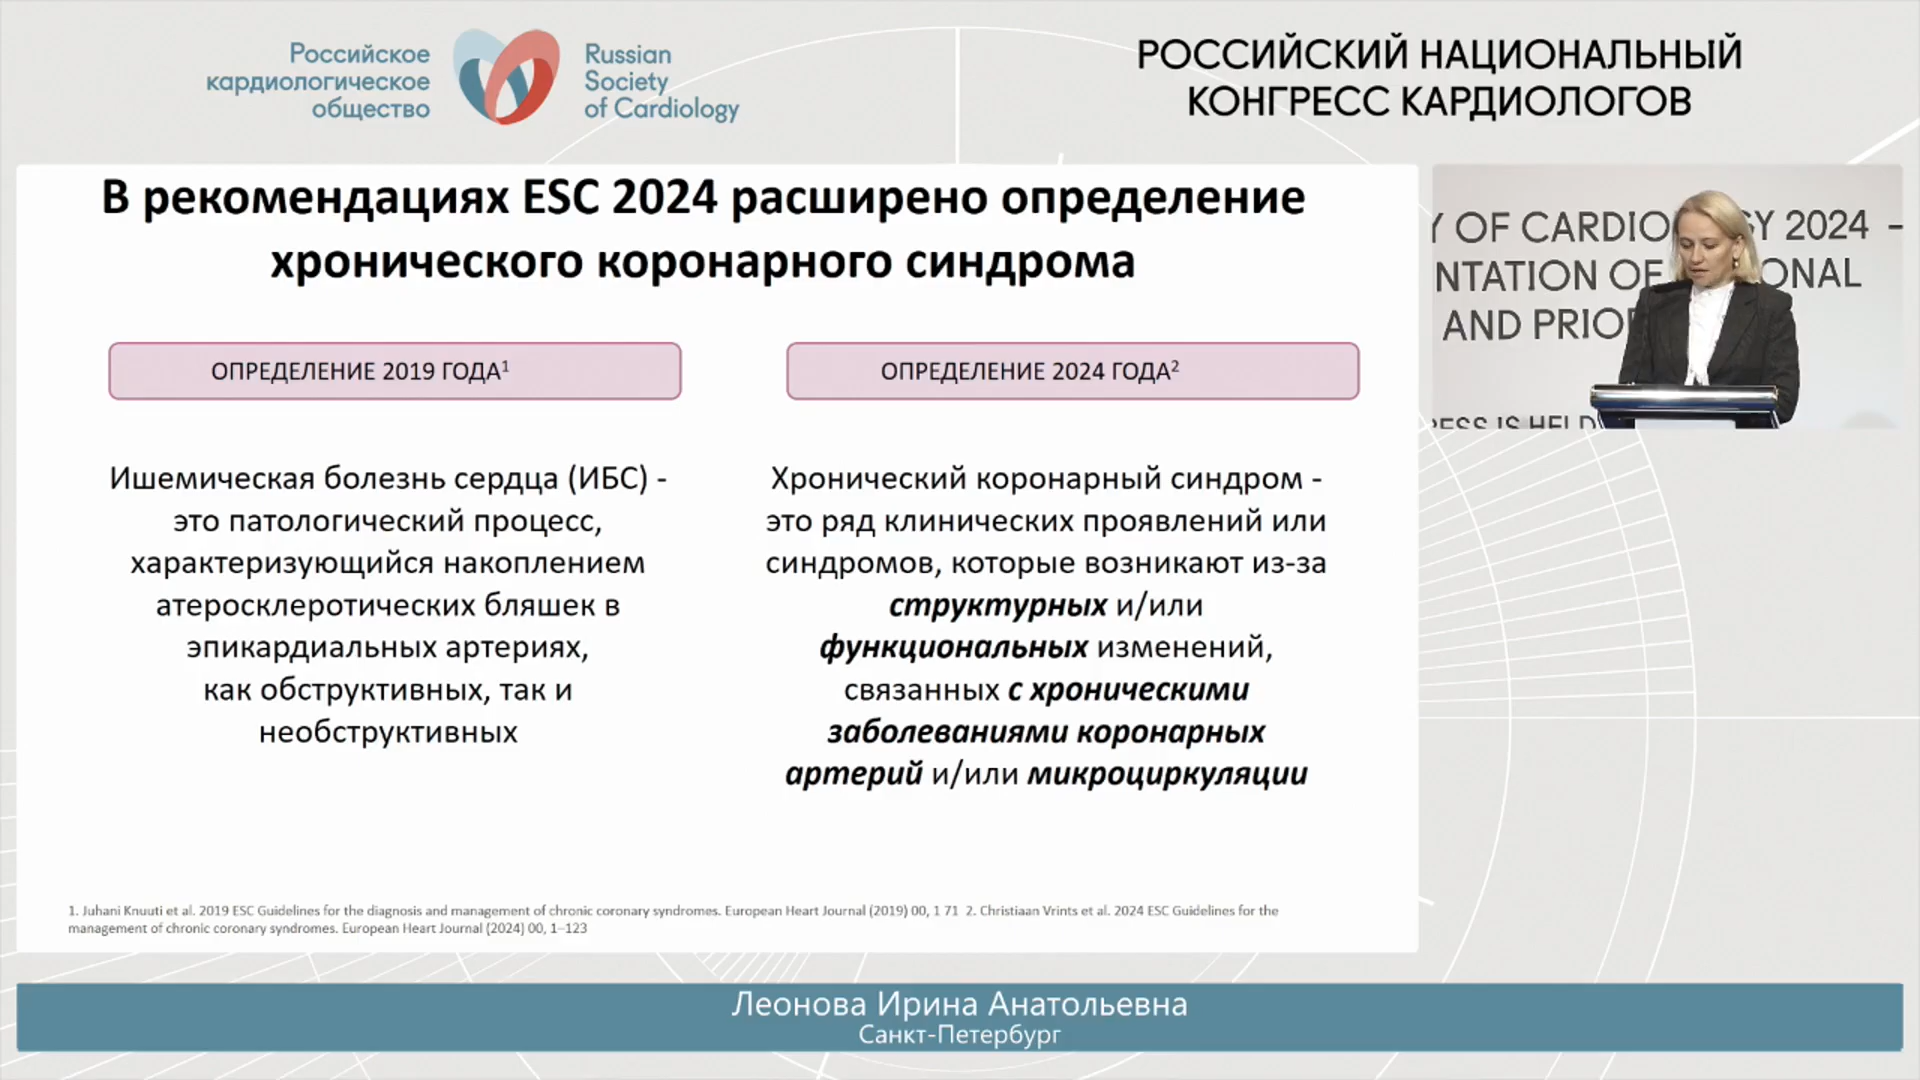 Российское
кардиологическое
общество
Russian
Society
of Cardiology
РОССИЙСКИЙ НАЦИОНАЛЬНЫЙ
КОНГРЕСС КАРДИОЛОГОВ
В рекомендациях ESC 2024 расширено определение
хронического коронарного синдрома
ОПРЕДЕЛЕНИЕ 2019 ГОДА¹
Ишемическая болезнь сердца (ИБС) -
это патологический процесс,
характеризующийся накоплением
атеросклеротических бляшек в
эпикардиальных артериях,
как обструктивных, так и
необструктивных
ОПРЕДЕЛЕНИЕ 2024 ГОДА²
Хронический коронарный синдром -
это ряд клинических проявлений или
синдромов, которые возникают из-за
структурных и/или
функциональных изменений,
связанных с хроническими
заболеваниями коронарных
артерий и/или микроциркуляции
1. Juhani Knuuti et al. 2019 ESC Guidelines for the diagnosis and management of chronic coronary syndromes. European Heart Journal (2019) 00, 1 71 2. Christiaan Vrints et al. 2024 ESC Guidelines for the
management of chronic coronary syndromes. European Heart Journal (2024) 00, 1–123
Y OF CARDIO GY 2024 -
NTATION OF ONAL
AND PRIO
RESS IS HELD
Леонова Ирина Анатольевна
Санкт-Петербург